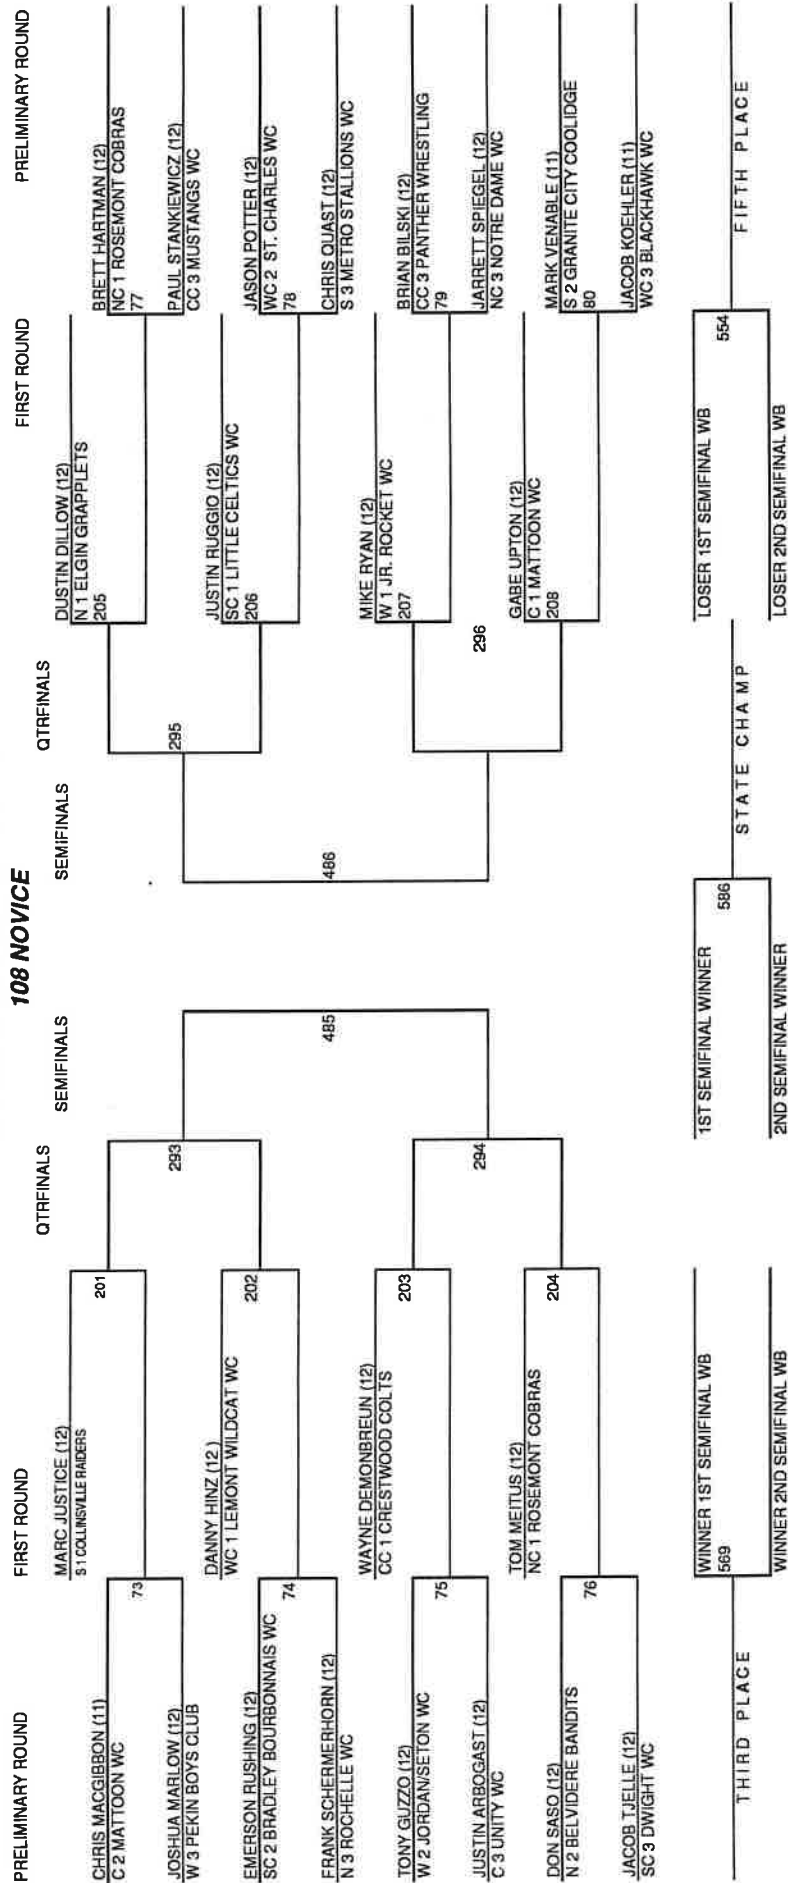 108 NOVICE
PRELIMINARY ROUND
FIRST ROUND
QTRFINALS
SEMIFINALS
SEMIFINALS
QTRFINALS
FIRST ROUND
PRELIMINARY ROUND
CHRIS MACGIBBON (11)
C 2 MATTOON WC
73
JOSHUA MARLOW (12)
W 3 PEKIN BOYS CLUB
MARC JUSTICE (12)
S 1 COLLINSVILLE RAIDERS
201
EMERSON RUSHING (12)
SC 2 BRADLEY BOURBONNAIS WC
74
FRANK SCHERMERHORN (12)
N 3 ROCHELLE WC
DANNY HINZ (12 )
WC 1 LEMONT WILDCAT WC
202
293
TONY GUZZO (12)
W 2 JORDAN/SETON WC
75
JUSTIN ARBOGAST (12)
C 3 UNITY WC
WAYNE DEMONBREUN (12)
CC 1 CRESTWOOD COLTS
203
DON SASO (12)
N 2 BELVIDERE BANDITS
76
JACOB TJELLE (12)
SC 3 DWIGHT WC
TOM MEITUS (12)
NC 1 ROSEMONT COBRAS
204
294
485
DUSTIN DILLOW (12)
N 1 ELGIN GRAPPLETS
205
BRETT HARTMAN (12)
NC 1 ROSEMONT COBRAS
77
PAUL STANKIEWICZ (12)
CC 3 MUSTANGS WC
295
JUSTIN RUGGIO (12)
SC 1 LITTLE CELTICS WC
206
JASON POTTER (12)
WC 2 ST. CHARLES WC
78
CHRIS QUAST (12)
S 3 METRO STALLIONS WC
486
MIKE RYAN (12)
W 1 JR. ROCKET WC
207
BRIAN BILSKI (12)
CC 3 PANTHER WRESTLING
79
JARRETT SPIEGEL (12)
NC 3 NOTRE DAME WC
296
GABE UPTON (12)
C 1 MATTOON WC
208
MARK VENABLE (11)
S 2 GRANITE CITY COOLIDGE
80
JACOB KOEHLER (11)
WC 3 BLACKHAWK WC
THIRD PLACE
WINNER 1ST SEMIFINAL WB
569
WINNER 2ND SEMIFINAL WB
1ST SEMIFINAL WINNER
586
2ND SEMIFINAL WINNER
STATE CHAMP
LOSER 1ST SEMIFINAL WB
554
LOSER 2ND SEMIFINAL WB
FIFTH PLACE